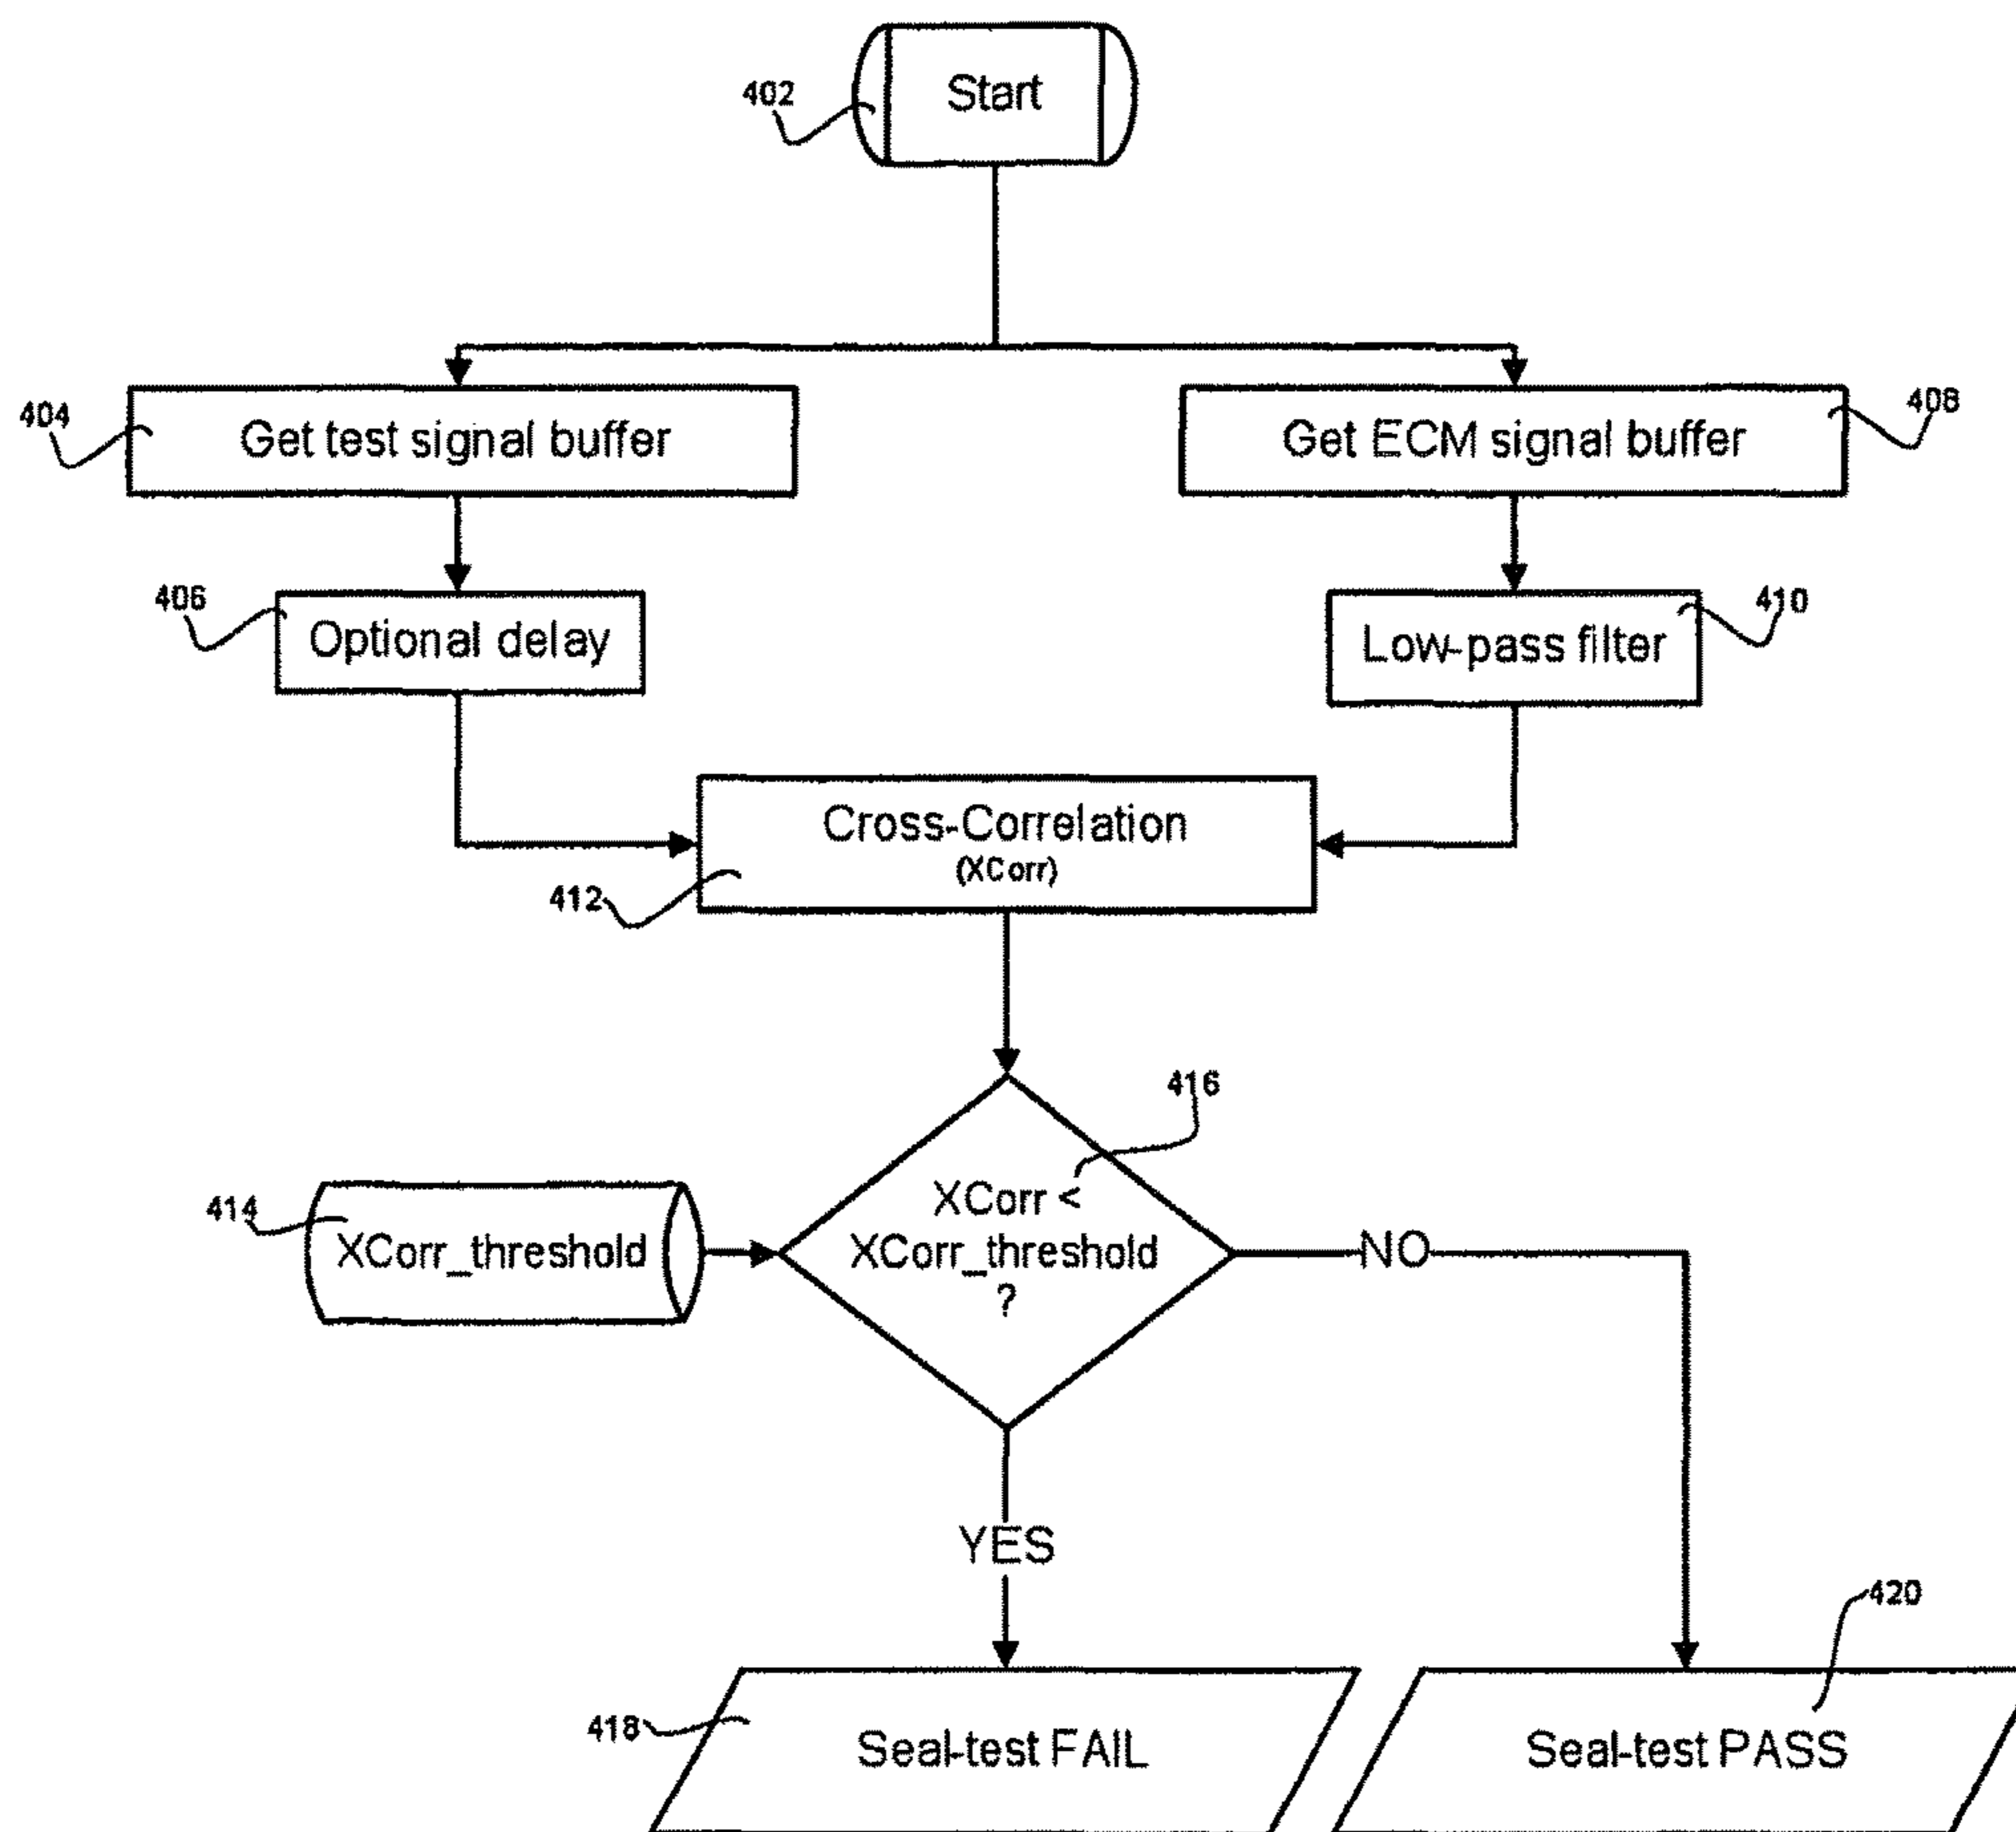 402
Start
404
Get test signal buffer
408
Get ECM signal buffer
406
Optional delay
410
Low-pass filter
Cross-Correlation
(XCorr)
412
416
414
XCorr_threshold
XCorr <
XCorr_threshold
?
NO
YES
420
418
Seal-test FAIL
Seal-test PASS